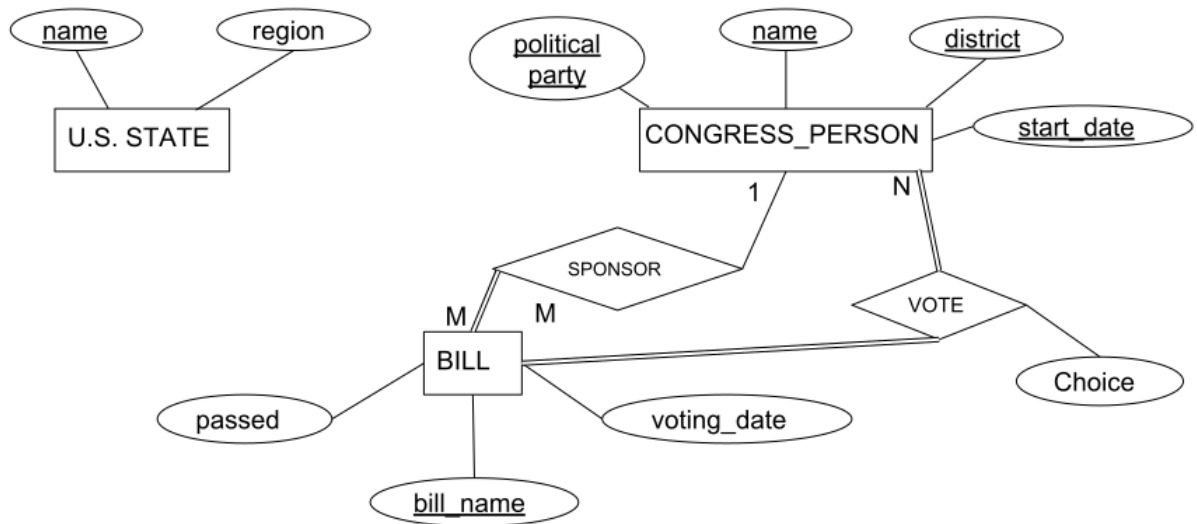 name
region
political
party
name
district
U.S. STATE
CONGRESS_PERSON
start_date
1
N
SPONSOR
VOTE
M
M
BILL
Choice
passed
voting_date
bill_name